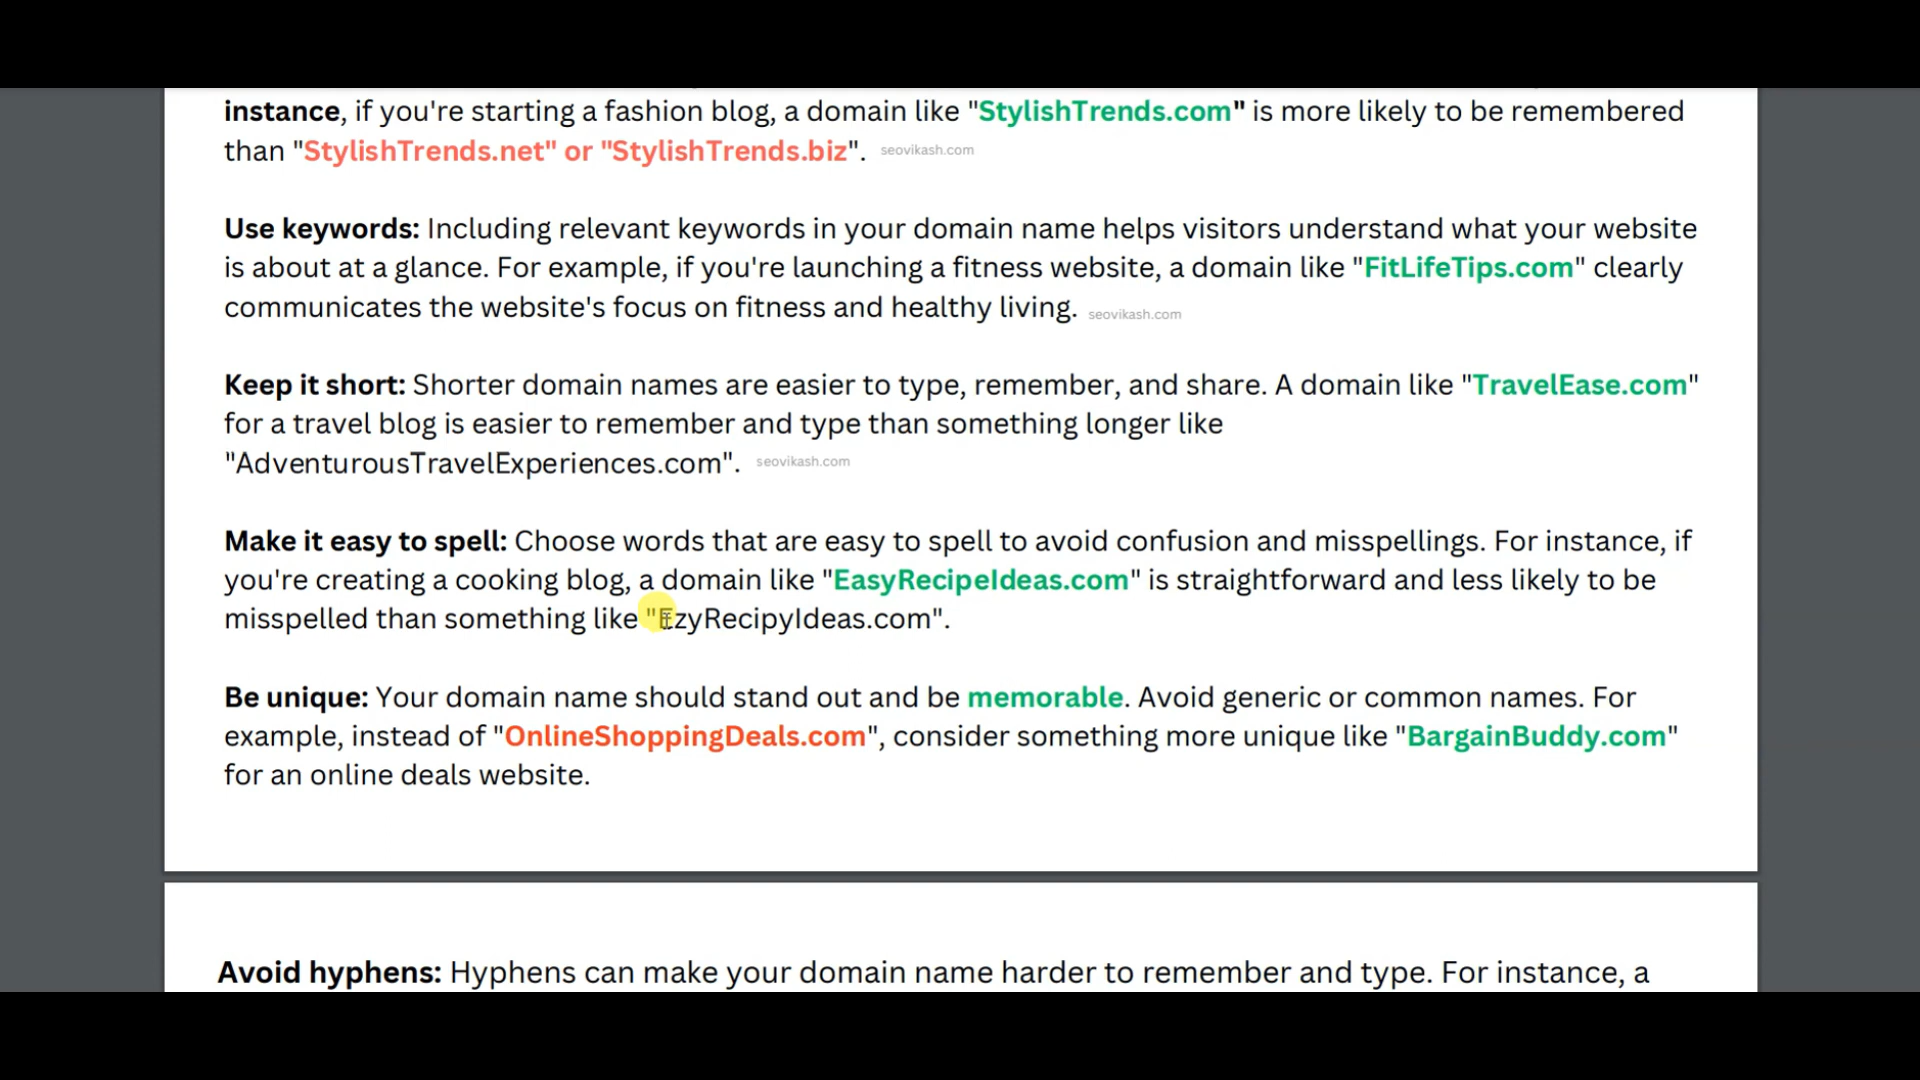 instance, if you're starting a fashion blog, a domain like "StylishTrends.com" is more likely to be remembered
than "StylishTrends.net" or "StylishTrends.biz". seovikash.com
Use keywords: Including relevant keywords in your domain name helps visitors understand what your website
is about at a glance. For example, if you're launching a fitness website, a domain like "FitLifeTips.com" clearly
communicates the website's focus on fitness and healthy living. seovikash.com
Keep it short: Shorter domain names are easier to type, remember, and share. A domain like "TravelEase.com"
for a travel blog is easier to remember and type than something longer like
"AdventurousTravelExperiences.com". seovikash.com
Make it easy to spell: Choose words that are easy to spell to avoid confusion and misspellings. For instance, if
you're creating a cooking blog, a domain like "EasyRecipeIdeas.com" is straightforward and less likely to be
misspelled than something like "EzyRecipyIdeas.com".
Be unique: Your domain name should stand out and be memorable. Avoid generic or common names. For
example, instead of "OnlineShoppingDeals.com", consider something more unique like "BargainBuddy.com"
for an online deals website.
Avoid hyphens: Hyphens can make your domain name harder to remember and type. For instance, a